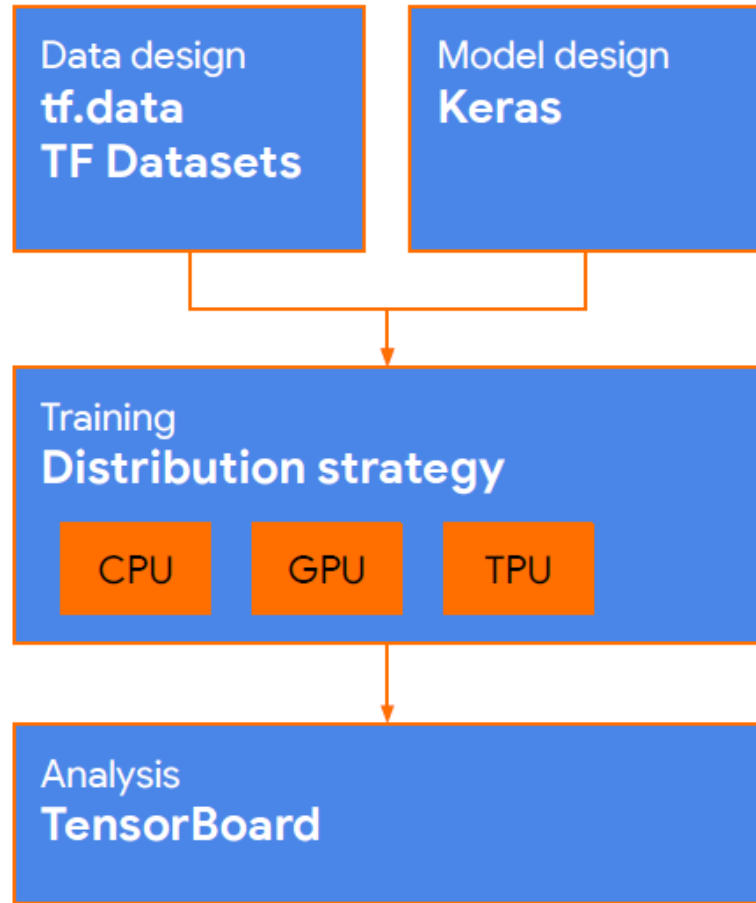 Data design
tf.data
TF Datasets
Model design
Keras
Training
Distribution strategy
CPU
GPU
TPU
Analysis
TensorBoard